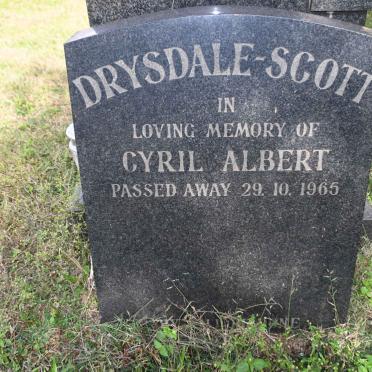 DRYSDALE-SCOTT
IN
LOVING MEMORY OF
CYRIL ALBERT
PASSED AWAY 29. 10. 1965